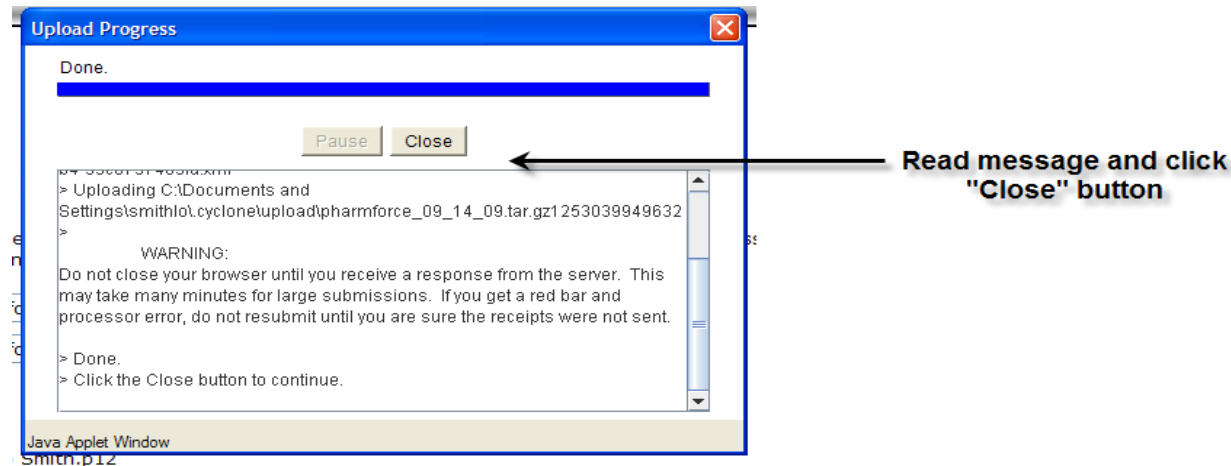 Upload Progress
Done.
Pause Close
> Uploading C:\Documents and
Settings\smithlo\.cyclone\upload\pharmforce_09_14_09.tar.gz1253039949632
>
WARNING:
Do not close your browser until you receive a response from the server. This
may take many minutes for large submissions. If you get a red bar and
processor error, do not resubmit until you are sure the receipts were not sent.
> Done.
> Click the Close button to continue.
Java Applet Window
Smith.p12
Read message and click
"Close" button